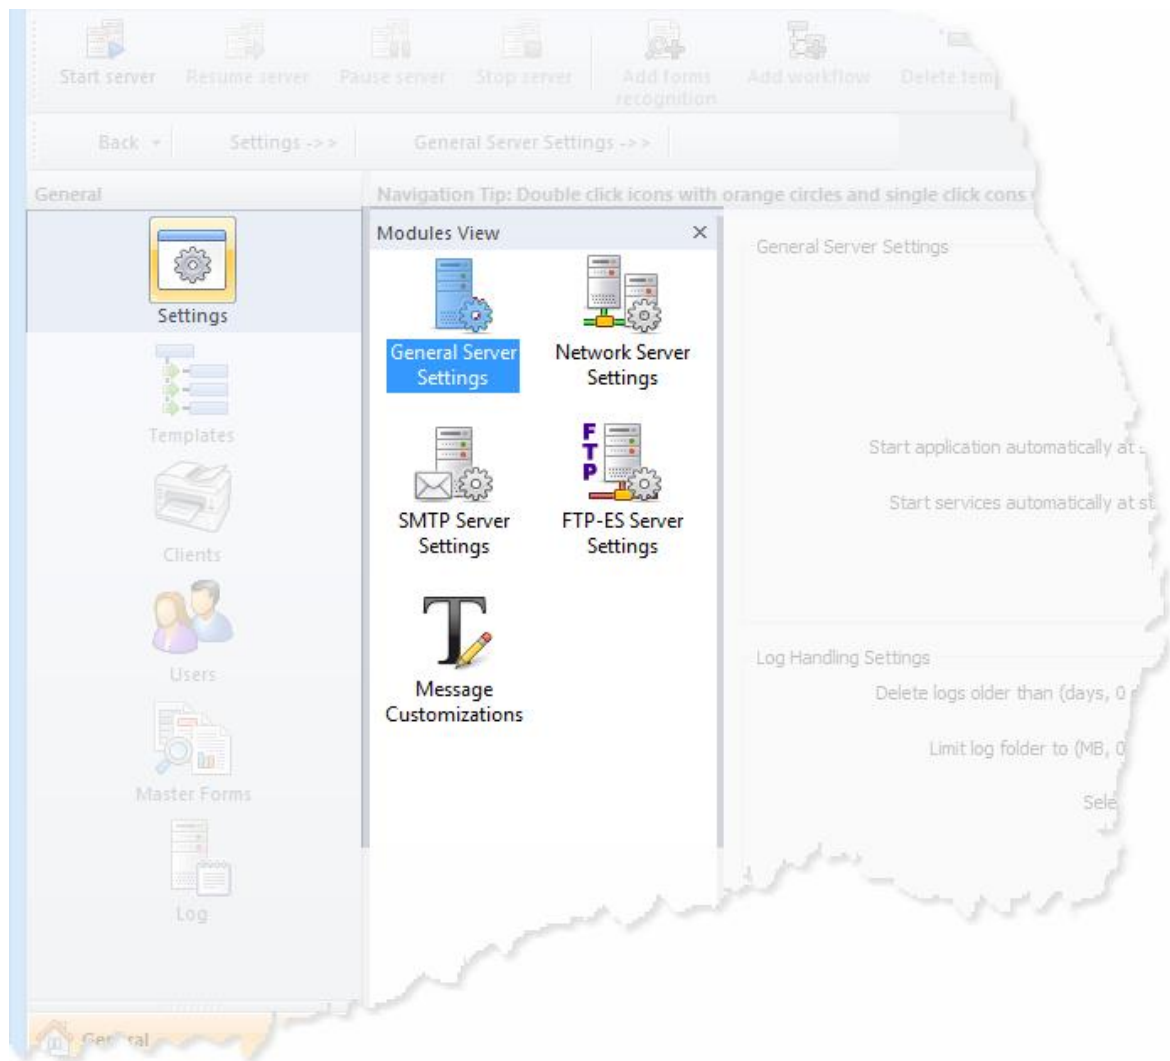 Start server
Resume server
Pause server
Stop server
Add forms
recognition
Add workflow
Delete
Back
Settings ->>
General Server Settings ->>
General
Navigation Tip: Double click icons with orange circles and single click cons
Modules View
Settings
Templates
Clients
Users
Master Forms
Log
General Server
Settings
Network Server
Settings
SMTP Server
Settings
FTP
FTP-ES Server
Settings
T
Message
Customizations
General Server Settings
Start application automatically at
Start services automatically at
Log Handling Settings
Delete logs older than (days, 0
Limit log folder to (MB, 0
General